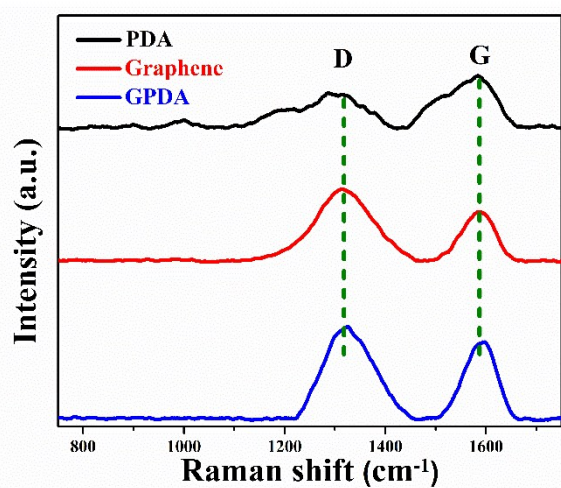 PDA
Graphene
GPDA
D
G
Intensity (a.u.)
800 1000 1200 1400 1600
Raman shift (cm⁻¹)